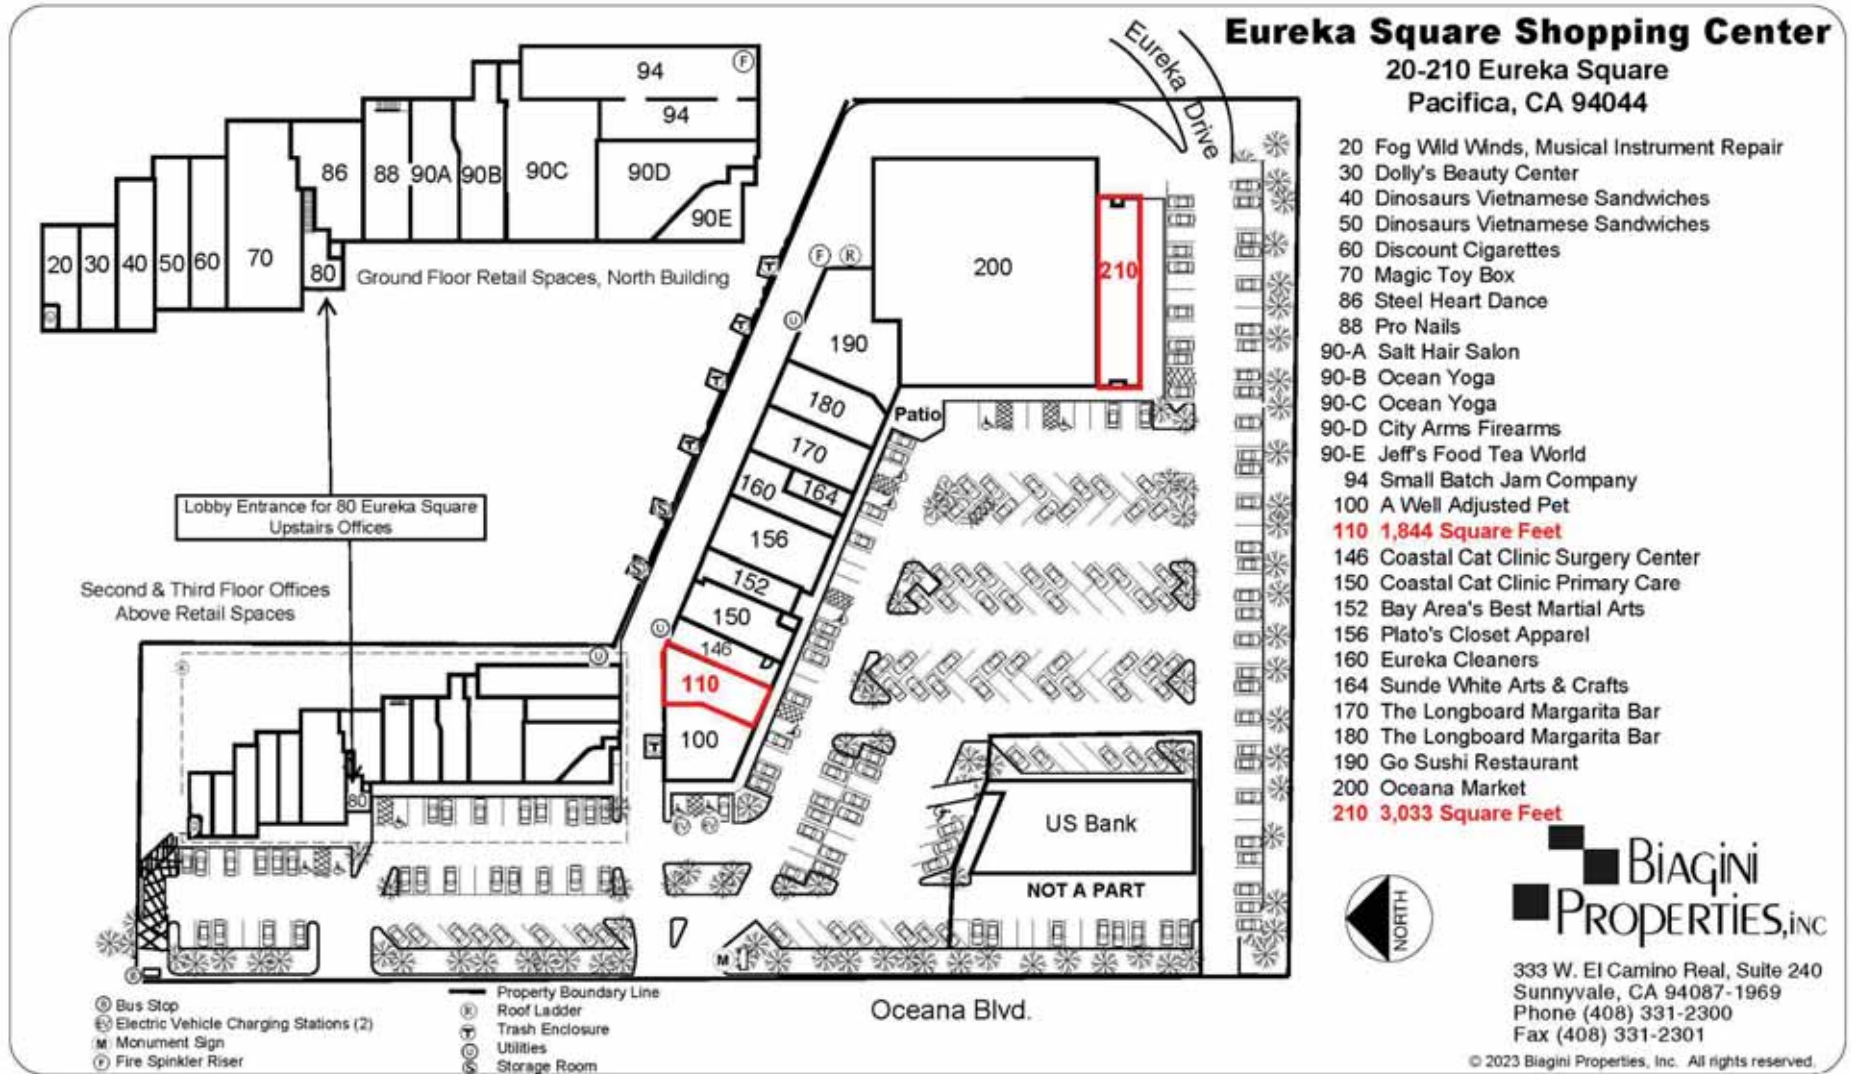 Eureka Square Shopping Center
20-210 Eureka Square
Pacifica, CA 94044
20 Fog Wild Winds, Musical Instrument Repair
30 Dolly's Beauty Center
40 Dinosaurs Vietnamese Sandwiches
50 Dinosaurs Vietnamese Sandwiches
60 Discount Cigarettes
70 Magic Toy Box
86 Steel Heart Dance
88 Pro Nails
90-A Salt Hair Salon
90-B Ocean Yoga
90-C Ocean Yoga
90-D City Arms Firearms
90-E Jeff's Food Tea World
94 Small Batch Jam Company
100 A Well Adjusted Pet
110 1,844 Square Feet
146 Coastal Cat Clinic Surgery Center
150 Coastal Cat Clinic Primary Care
152 Bay Area's Best Martial Arts
156 Plato's Closet Apparel
160 Eureka Cleaners
164 Sunde White Arts & Crafts
170 The Longboard Margarita Bar
180 The Longboard Margarita Bar
190 Go Sushi Restaurant
200 Oceana Market
210 3,033 Square Feet
Eureka Drive
94
F
94
86
88
90A
90B
90C
90D
90E
20
30
40
50
60
70
80
Ground Floor Retail Spaces, North Building
Lobby Entrance for 80 Eureka Square
Upstairs Offices
Second & Third Floor Offices
Above Retail Spaces
80
F
R
200
210
U
190
180
Patio
170
160
164
156
152
150
U
146
110
100
T
T
T
T
S
S
T
U
EV
EV
US Bank
NOT A PART
M
B
Oceana Blvd.
NORTH
B Bus Stop
EV Electric Vehicle Charging Stations (2)
M Monument Sign
F Fire Spinkler Riser
Property Boundary Line
R Roof Ladder
T Trash Enclosure
U Utilities
S Storage Room
BIAGINI
PROPERTIES, INC
333 W. El Camino Real, Suite 240
Sunnyvale, CA 94087-1969
Phone (408) 331-2300
Fax (408) 331-2301
© 2023 Biagini Properties, Inc. All rights reserved.